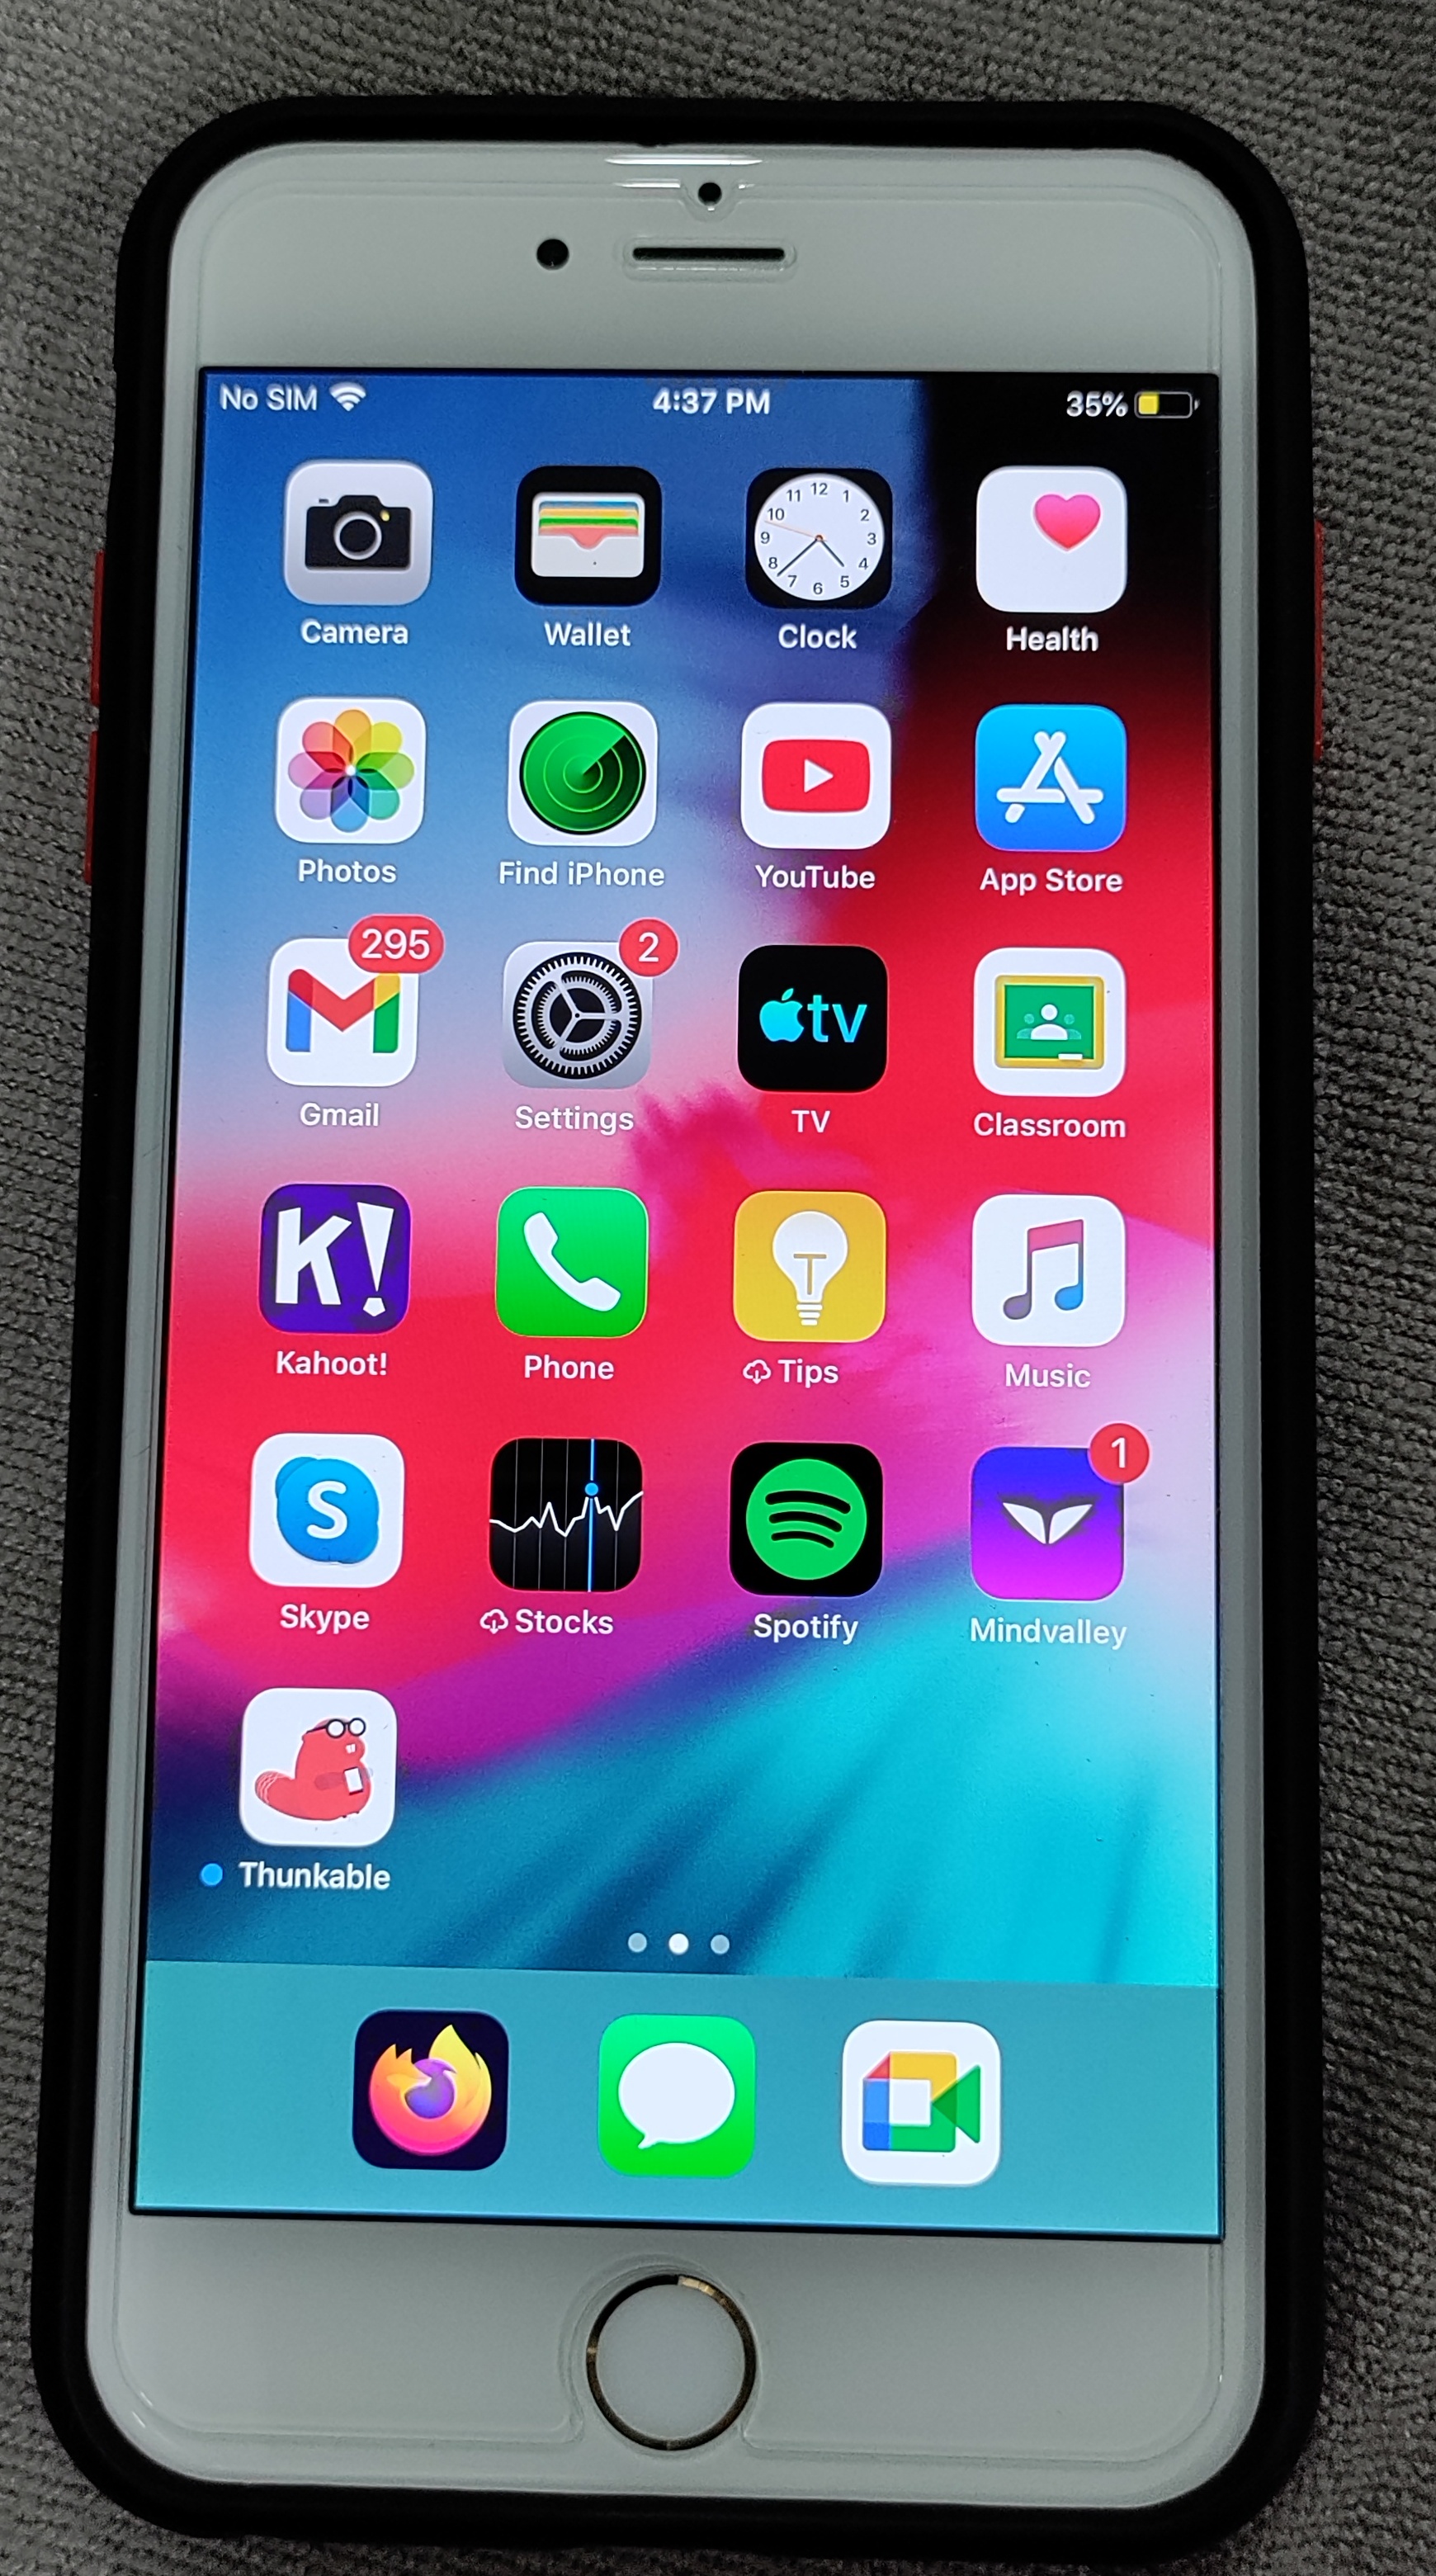 No SIM 4:37 PM 35%
12
11 1
10 2
9 3
8 4
7 5
6
Camera Wallet Clock Health
Photos Find iPhone YouTube App Store
295 2
tv
Gmail Settings TV Classroom
K!
Kahoot! Phone Tips Music
1
S
Skype Stocks Spotify Mindvalley
Thunkable